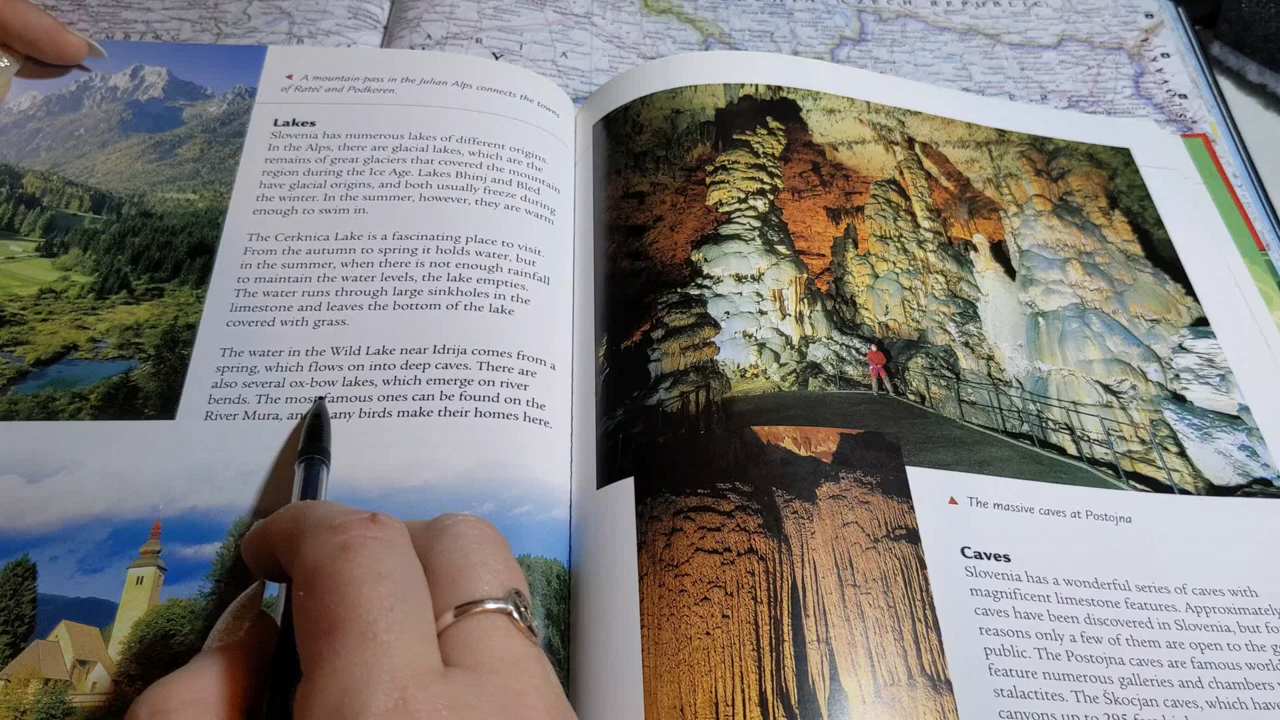 A mountain-pass in the Julian Alps connects the towns
of Rateč and Podkoren.
Lakes
Slovenia has numerous lakes of different origins.
In the Alps, there are glacial lakes, which are the
remains of great glaciers that covered the mountain
region during the Ice Age. Lakes Bhinj and Bled
have glacial origins, and both usually freeze during
the winter. In the summer, however, they are warm
enough to swim in.
The Cerknica Lake is a fascinating place to visit.
From the autumn to spring it holds water, but
in the summer, when there is not enough rainfall
to maintain the water levels, the lake empties.
The water runs through large sinkholes in the
limestone and leaves the bottom of the lake
covered with grass.
The water in the Wild Lake near Idrija comes from a
spring, which flows on into deep caves. There are
also several ox-bow lakes, which emerge on river
bends. The most famous ones can be found on the
River Mura, and many birds make their homes here.
The massive caves at Postojna
Caves
Slovenia has a wonderful series of caves with
magnificent limestone features. Approximately
caves have been discovered in Slovenia, but fo
reasons only a few of them are open to the g
public. The Postojna caves are famous world
feature numerous galleries and chambers
stalactites. The Škocjan caves, which have
canyons up to 295